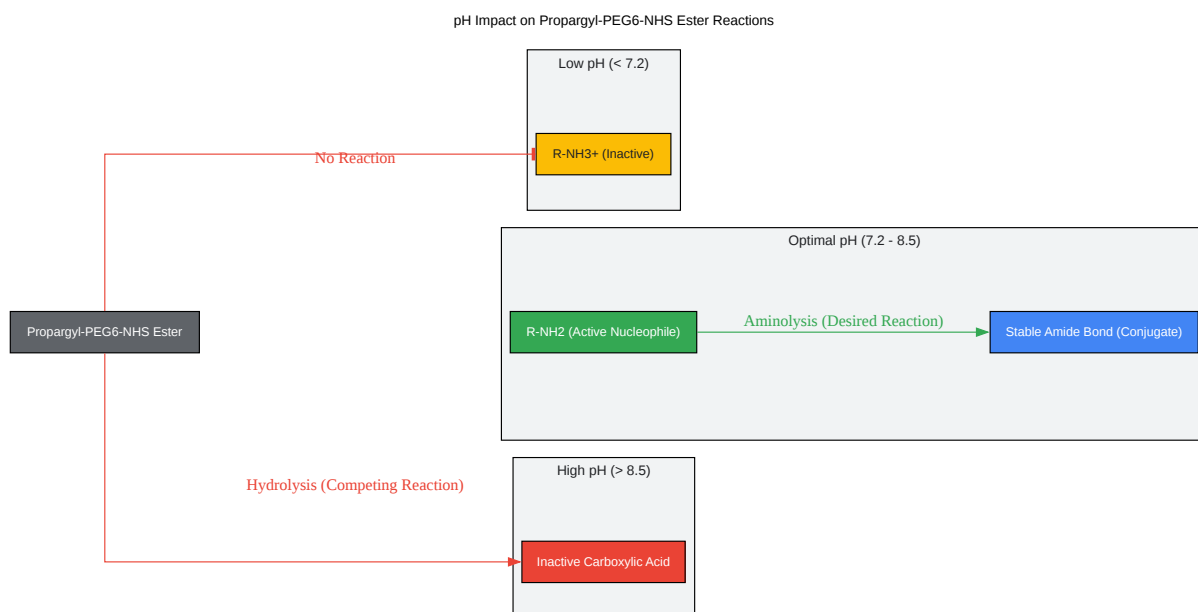 pH Impact on Propargyl-PEG6-NHS Ester Reactions
Low pH (< 7.2)
No Reaction
R-NH3+ (Inactive)
Optimal pH (7.2 - 8.5)
Propargyl-PEG6-NHS Ester
R-NH2 (Active Nucleophile)
Aminolysis (Desired Reaction)
Stable Amide Bond (Conjugate)
High pH (> 8.5)
Hydrolysis (Competing Reaction)
Inactive Carboxylic Acid